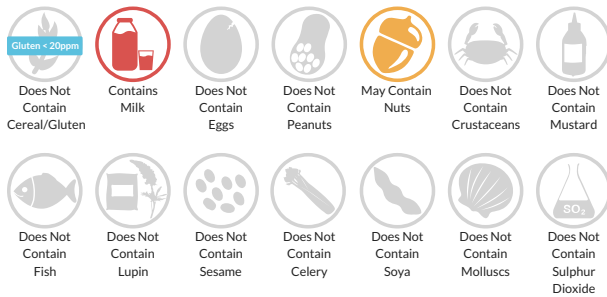 Gluten < 20ppm
Does Not
Contain
Cereal/Gluten
Contains
Milk
Does Not
Contain
Eggs
Does Not
Contain
Peanuts
May Contain
Nuts
Does Not
Contain
Crustaceans
Does Not
Contain
Mustard
Does Not
Contain
Fish
Does Not
Contain
Lupin
Does Not
Contain
Sesame
Does Not
Contain
Celery
Does Not
Contain
Soya
Does Not
Contain
Molluscs
SO₂
Does Not
Contain
Sulphur
Dioxide